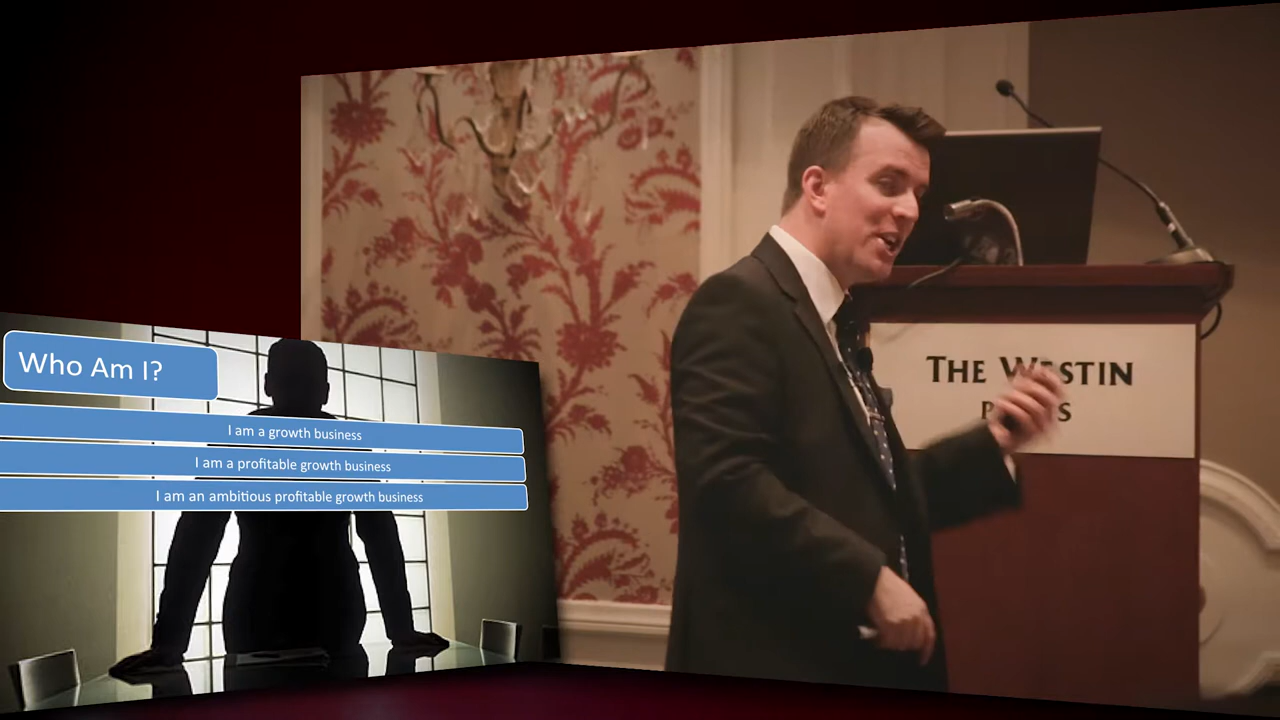 Who Am I?
I am a growth business
I am a profitable growth business
I am an ambitious profitable growth business
THE WESTIN